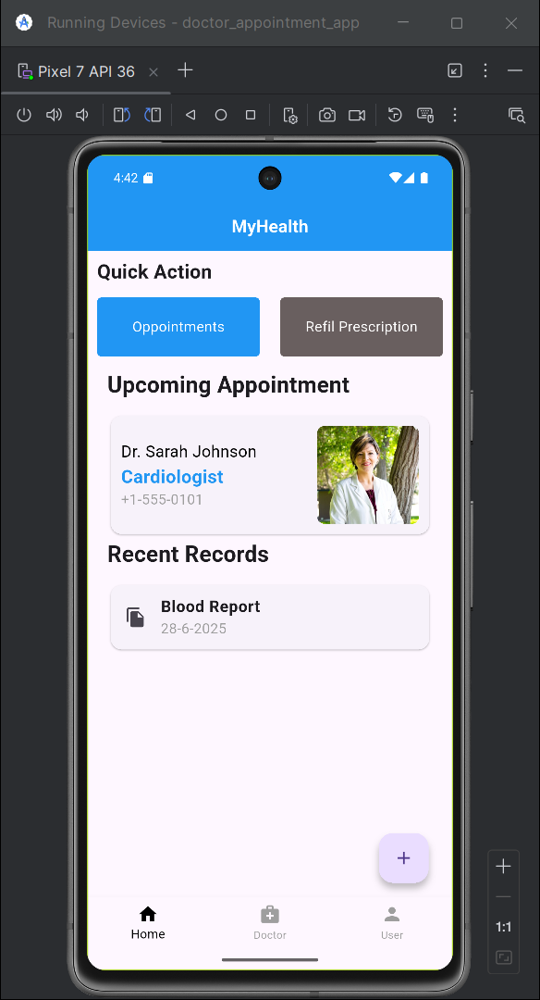 Running Devices - doctor_appointment_app
Pixel 7 API 36
4:42
MyHealth
Quick Action
Oppointments
Refil Prescription
Upcoming Appointment
Dr. Sarah Johnson
Cardiologist
+1-555-0101
Recent Records
Blood Report
28-6-2025
1:1
Home
Doctor
User